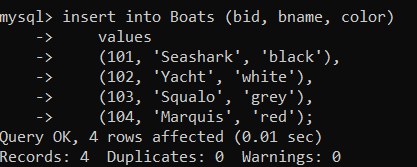 mysql> insert into Boats (bid, bname, color)
    -> values
    -> (101, 'Seashark', 'black'),
    -> (102, 'Yacht', 'white'),
    -> (103, 'Squalo', 'grey'),
    -> (104, 'Marquis', 'red');
Query OK, 4 rows affected (0.01 sec)
Records: 4  Duplicates: 0  Warnings: 0